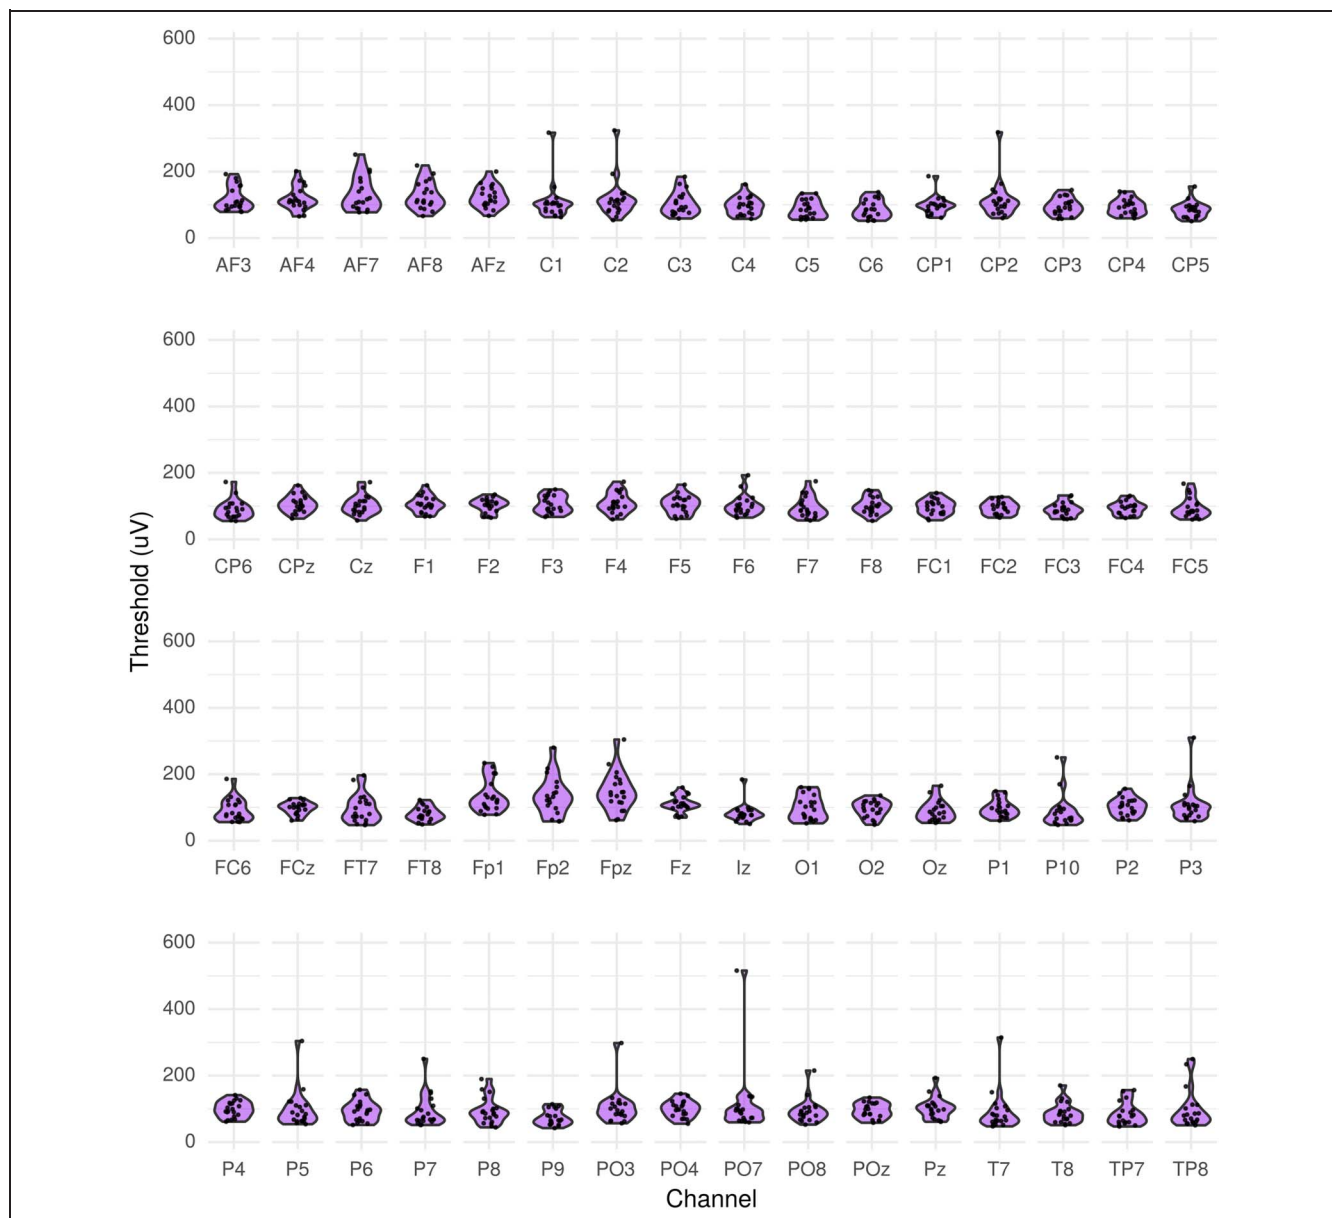 600
400
200
0
AF3 AF4 AF7 AF8 AFz C1 C2 C3 C4 C5 C6 CP1 CP2 CP3 CP4 CP5
600
400
200
0
CP6 CPz Cz F1 F2 F3 F4 F5 F6 F7 F8 FC1 FC2 FC3 FC4 FC5
Threshold (uV)
600
400
200
0
FC6 FCz FT7 FT8 Fp1 Fp2 Fpz Fz Iz O1 O2 Oz P1 P10 P2 P3
600
400
200
0
P4 P5 P6 P7 P8 P9 PO3 PO4 PO7 PO8 POz Pz T7 T8 TP7 TP8
Channel